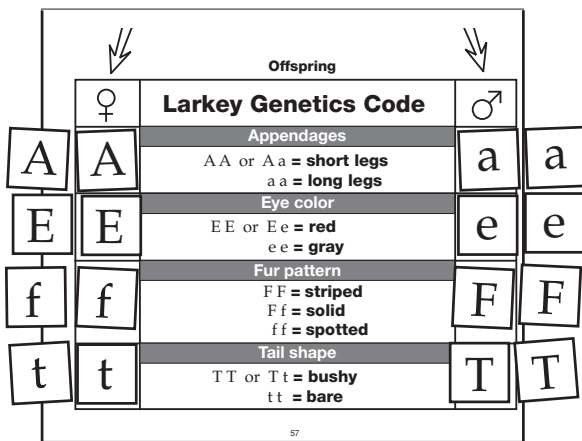 Offspring
♀ Larkey Genetics Code ♂
Appendages
A A AA or Aa = short legs a a
aa = long legs
Eye color
E E EE or Ee = red e e
ee = gray
Fur pattern
f f FF = striped F F
Ff = solid
ff = spotted
Tail shape
t t TT or Tt = bushy T T
tt = bare
57